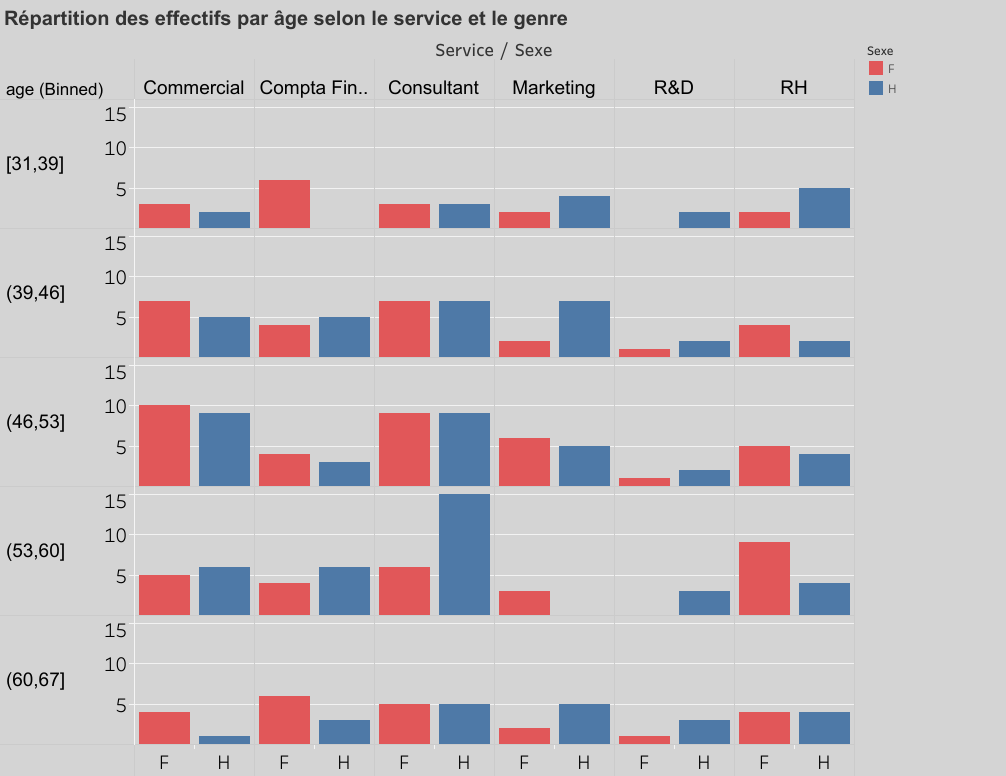 Répartition des effectifs par âge selon le service et le genre
Service / Sexe
Sexe
F
H
age (Binned) Commercial Compta Fin.. Consultant Marketing R&D RH
[31,39]
15
10
5
(39,46]
15
10
5
(46,53]
15
10
5
(53,60]
15
10
5
(60,67]
15
10
5
F H F H F H F H F H F H